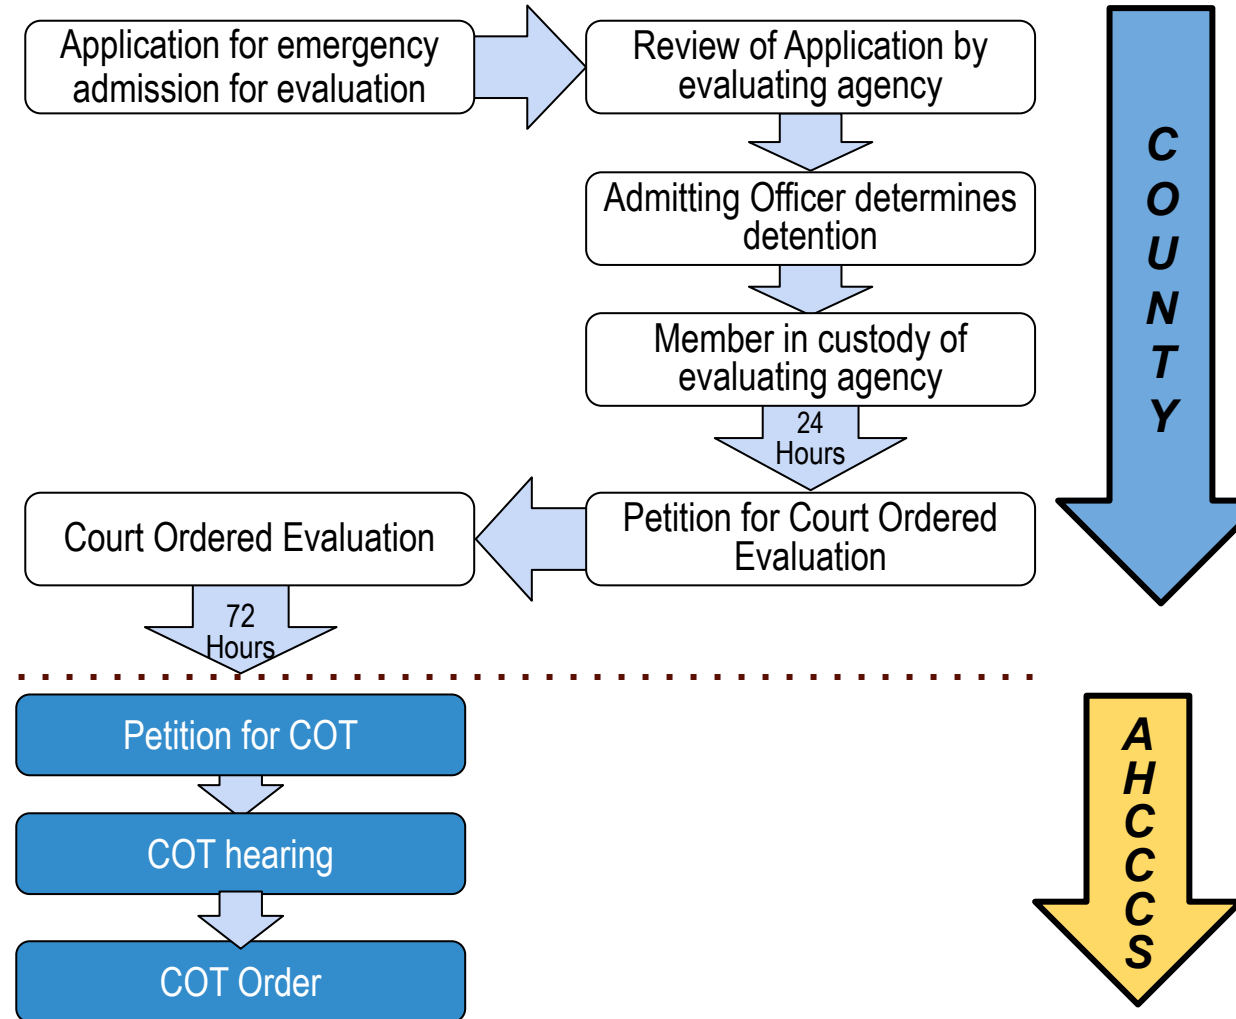 Application for emergency
admission for evaluation
Review of Application by
evaluating agency
Admitting Officer determines
detention
Member in custody of
evaluating agency
24
Hours
Petition for Court Ordered
Evaluation
Court Ordered Evaluation
72
Hours
Petition for COT
COT hearing
COT Order
COUNTY
AHCCCS